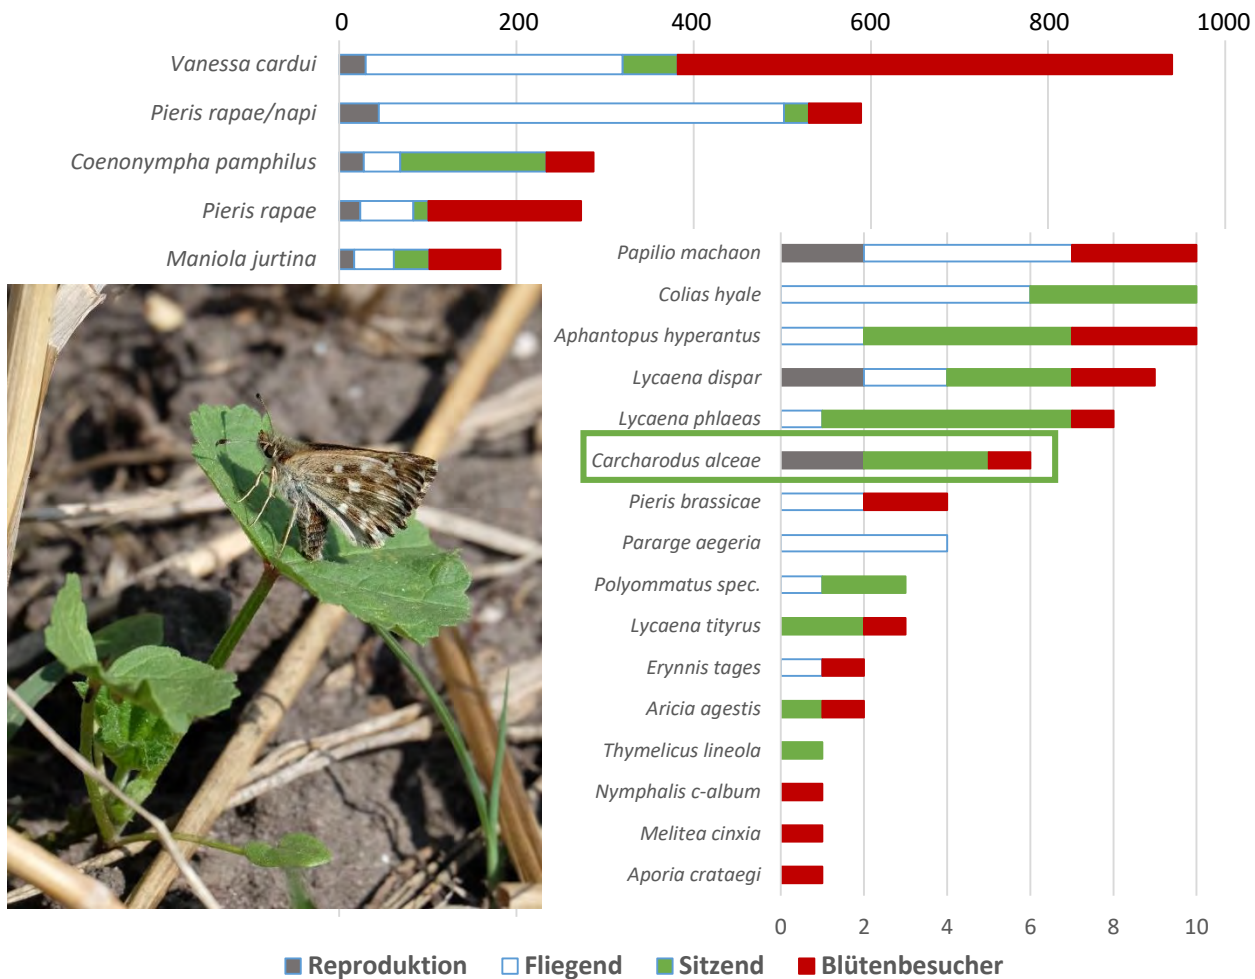 0 200 400 600 800 1000
Vanessa cardui
Pieris rapae/napi
Coenonympha pamphilus
Pieris rapae
Maniola jurtina
Papilio machaon
Colias hyale
Aphantopus hyperantus
Lycaena dispar
Lycaena phlaeas
Carcharodus alceae
Pieris brassicae
Pararge aegeria
Polyommatus spec.
Lycaena tityrus
Erynnis tages
Aricia agestis
Thymelicus lineola
Nymphalis c-album
Melitea cinxia
Aporia crataegi
0 2 4 6 8 10
Reproduktion Fliegend Sitzend Blütenbesucher